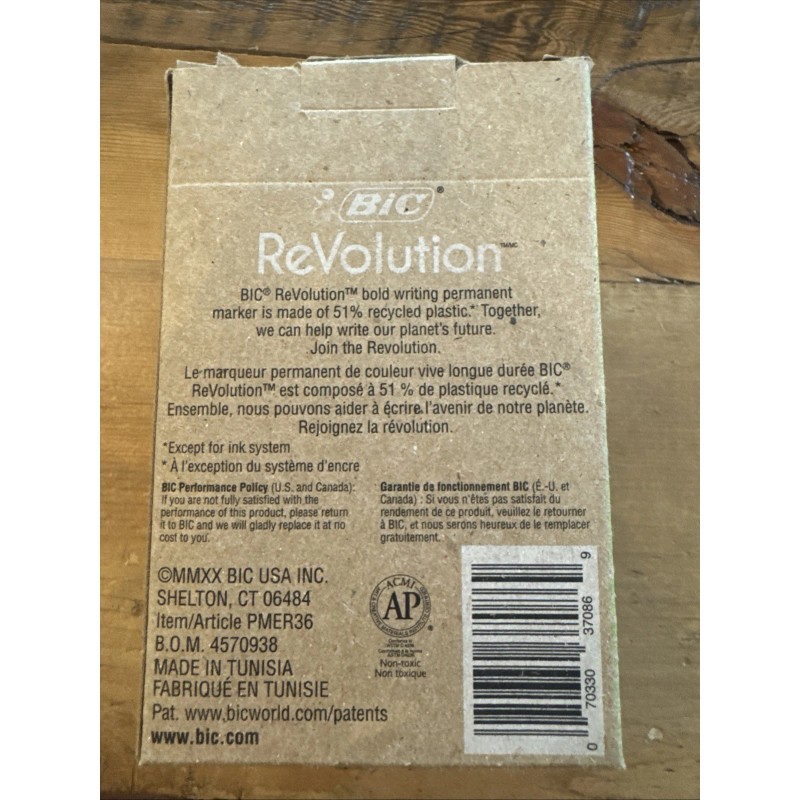 BIC®
ReVolution™MC
BIC® ReVolution™ bold writing permanent
marker is made of 51% recycled plastic.* Together,
we can help write our planet's future.
Join the Revolution.
Le marqueur permanent de couleur vive longue durée BIC®
ReVolution™ est composé à 51 % de plastique recyclé.*
Ensemble, nous pouvons aider à écrire l'avenir de notre planète.
Rejoignez la révolution.
*Except for ink system
* À l'exception du système d'encre
BIC Performance Policy (U.S. and Canada):
If you are not fully satisfied with the
performance of this product, please return
it to BIC and we will gladly replace it at no
cost to you.
Garantie de fonctionnement BIC (É.-U. et
Canada) : Si vous n'êtes pas satisfait du
rendement de ce produit, veuillez le retourner
à BIC, et nous serons heureux de le remplacer
gratuitement.
©MMXX BIC USA INC.
SHELTON, CT 06484
Item/Article PMER36
B.O.M. 4570938
MADE IN TUNISIA
FABRIQUÉ EN TUNISIE
Pat. www.bicworld.com/patents
www.bic.com
ACMI
AP
Non-toxic
Non toxique
0 70330 37086 9